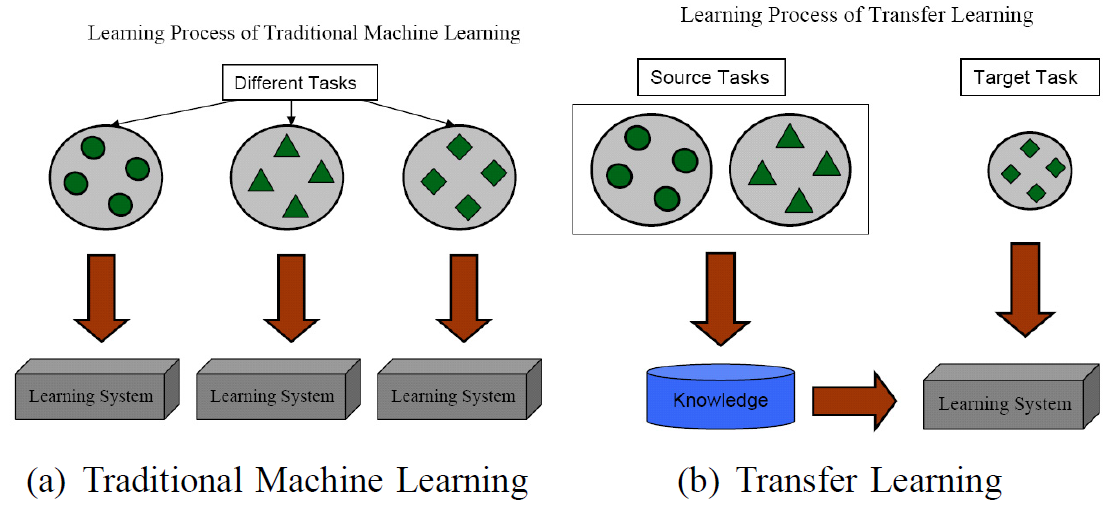 Learning Process of Traditional Machine Learning
Different Tasks
Learning System
Learning System
Learning System
(a) Traditional Machine Learning
Learning Process of Transfer Learning
Source Tasks
Target Task
Knowledge
Learning System
(b) Transfer Learning